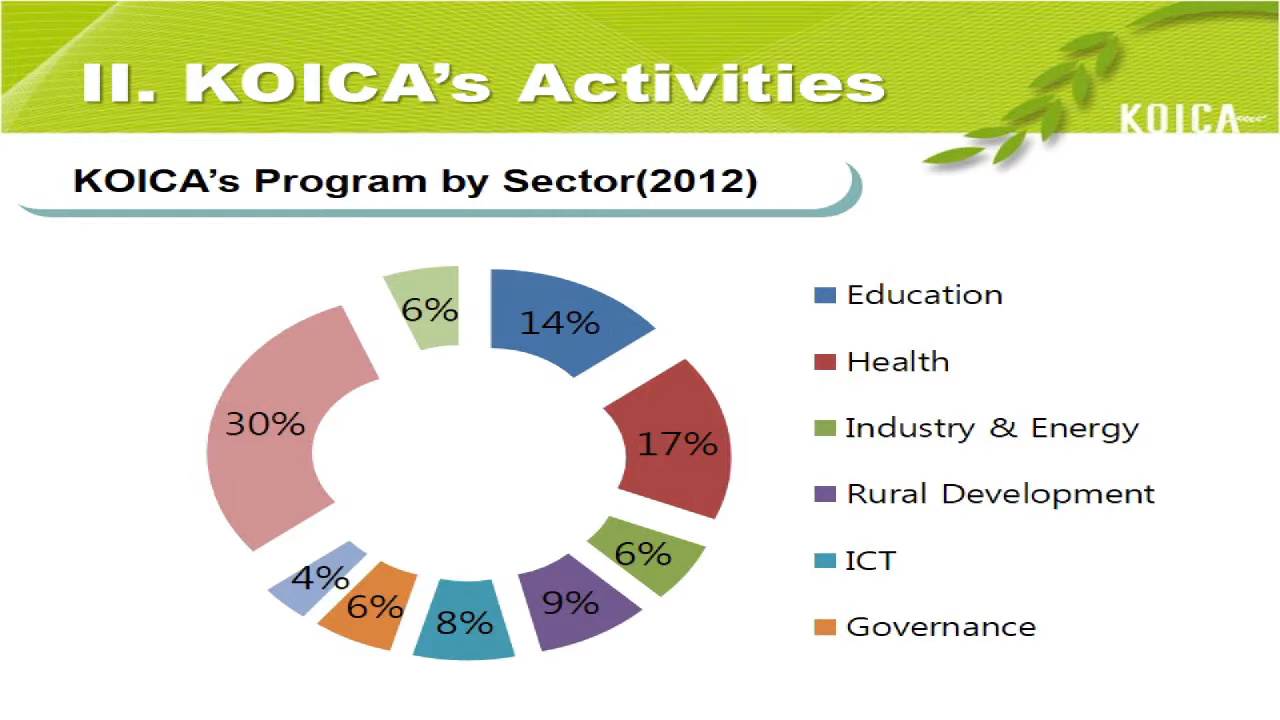 II. KOICA's Activities
KOICA
KOICA's Program by Sector(2012)
6%
14%
30%
17%
6%
4%
6%
8%
9%
Education
Health
Industry & Energy
Rural Development
ICT
Governance